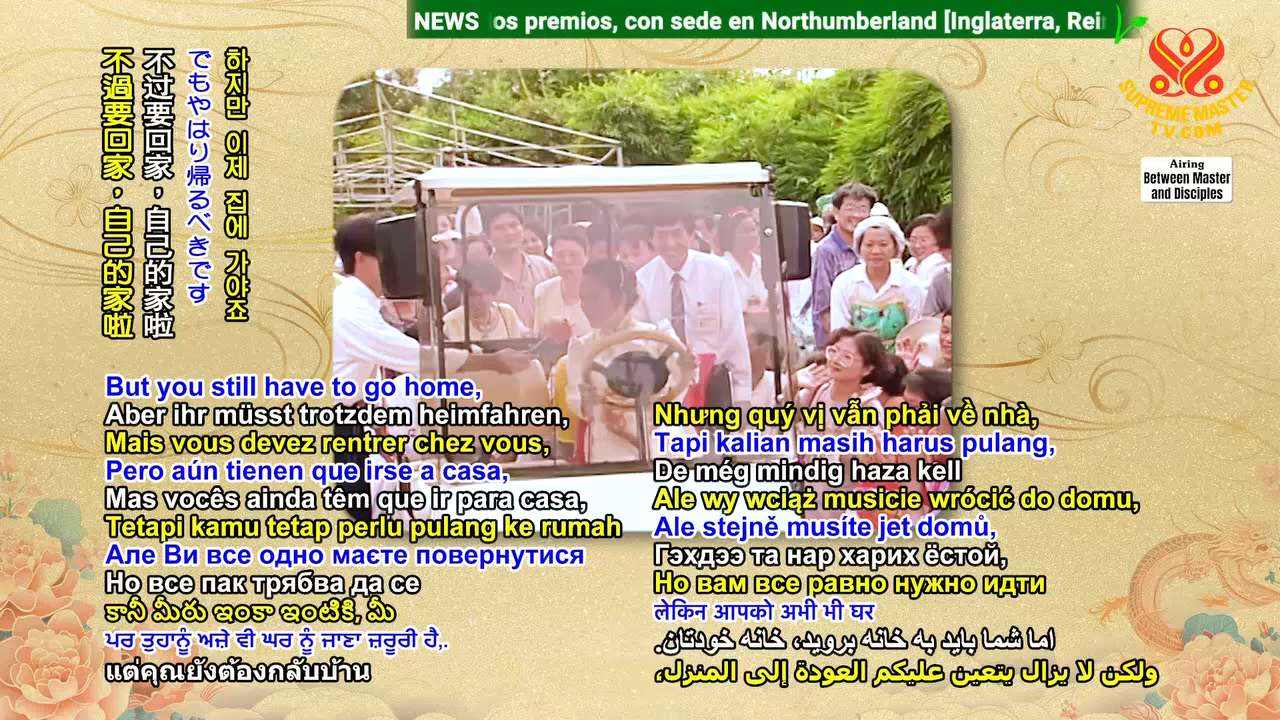 NEWS los premios, con sede en Northumberland [Inglaterra, Rei
SUPREME MASTER
TV.COM
Airing
Between Master
and Disciples
하지만 이제 집에 가야죠
でもやはり帰るべきです
不过要回家，自己的家啦
不過要回家，自己的家啦
But you still have to go home,
Aber ihr müsst trotzdem heimfahren,
Mais vous devez rentrer chez vous,
Pero aún tienen que irse a casa,
Mas vocês ainda têm que ir para casa,
Tetapi kamu tetap perlu pulang ke rumah
Але Ви все одно маєте повернутися
Но все пак трябва да се
కానీ మీరు ఇంకా ఇంటికి, మీ
ਪਰ ਤੁਹਾਨੂੰ ਅਜੇ ਵੀ ਘਰ ਨੂੰ ਜਾਣਾ ਜ਼ਰੂਰੀ ਹੈ,.
แต่คุณยังต้องกลับบ้าน
Nhưng quý vị vẫn phải về nhà,
Tapi kalian masih harus pulang,
De még mindig haza kell
Ale wy wciąż musicie wrócić do domu,
Ale stejně musíte jet domů,
Гэхдээ та нар харих ёстой,
Но вам все равно нужно идти
लेकिन आपको अभी भी घर
اما شما باید به خانه بروید، خانه خودتان.
ولكن لا يزال يتعين عليكم العودة إلى المنزل،